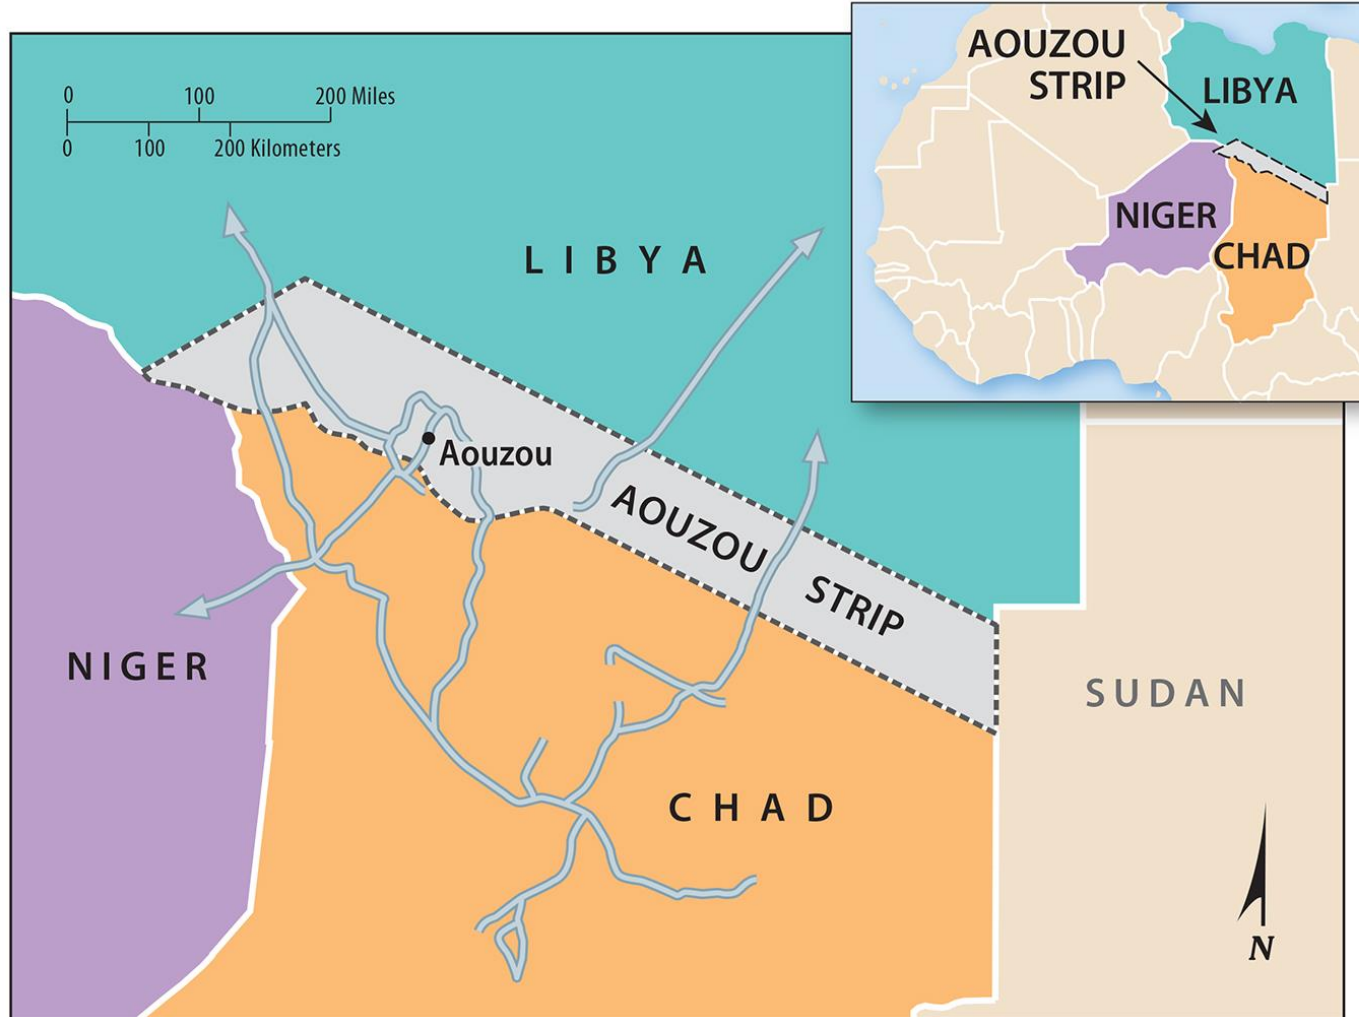 0 100 200 Miles
0 100 200 Kilometers
AOUZOU
STRIP
LIBYA
NIGER
CHAD
LIBYA
Aouzou
AOUZOU STRIP
NIGER
SUDAN
CHAD
N